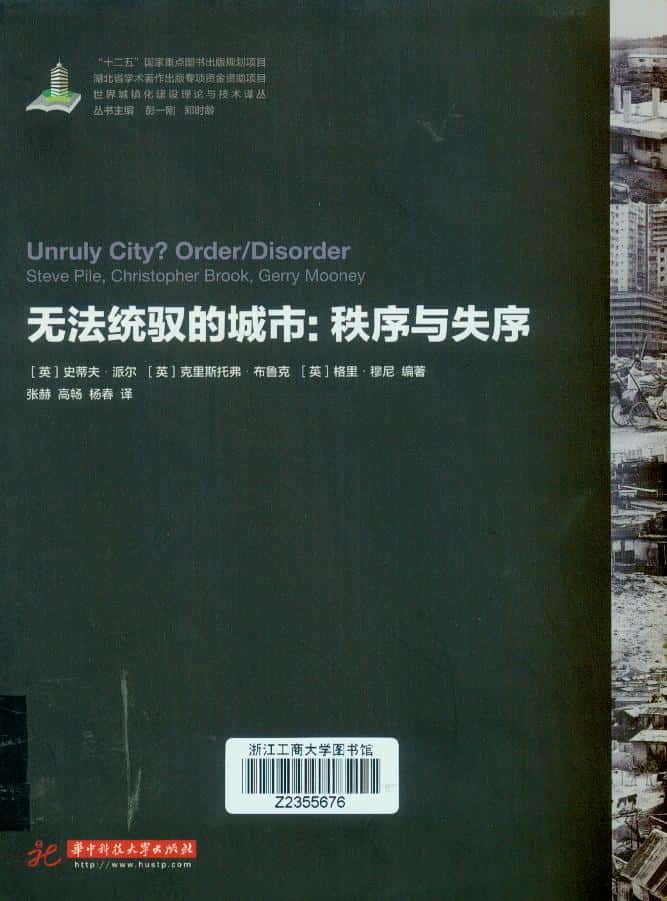 “十二五”国家重点图书出版规划项目
湖北省学术著作出版专项资金资助项目
世界城镇化建设理论与技术译丛
丛书主编 彭一刚 郑时龄
Unruly City? Order/Disorder
Steve Pile, Christopher Brook, Gerry Mooney
无法统驭的城市：秩序与失序
［英］史蒂夫·派尔 ［英］克里斯托弗·布鲁克 ［英］格里·穆尼 编著
张赫 高畅 杨春 译
浙江工商大学图书馆
Z2355676
华中科技大学出版社
http://www.hustp.com